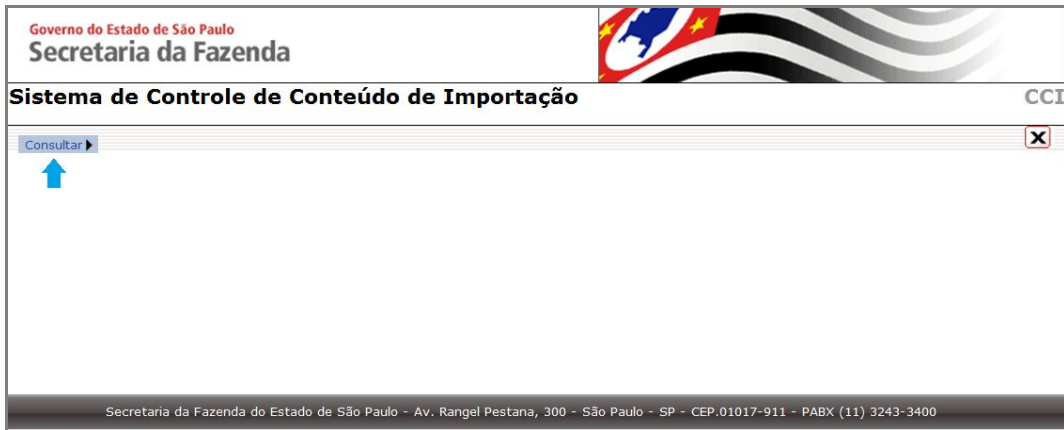 Governo do Estado de São Paulo
Secretaria da Fazenda
Sistema de Controle de Conteúdo de Importação CCI
Consultar
X
Secretaria da Fazenda do Estado de São Paulo - Av. Rangel Pestana, 300 - São Paulo - SP - CEP.01017-911 - PABX (11) 3243-3400